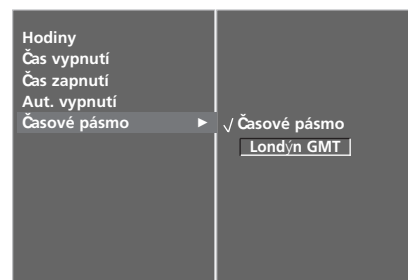 Hodiny
Čas vypnutí
Čas zapnutí
Aut. vypnutí
Časové pásmo ►
√ Časové pásmo
Londýn GMT